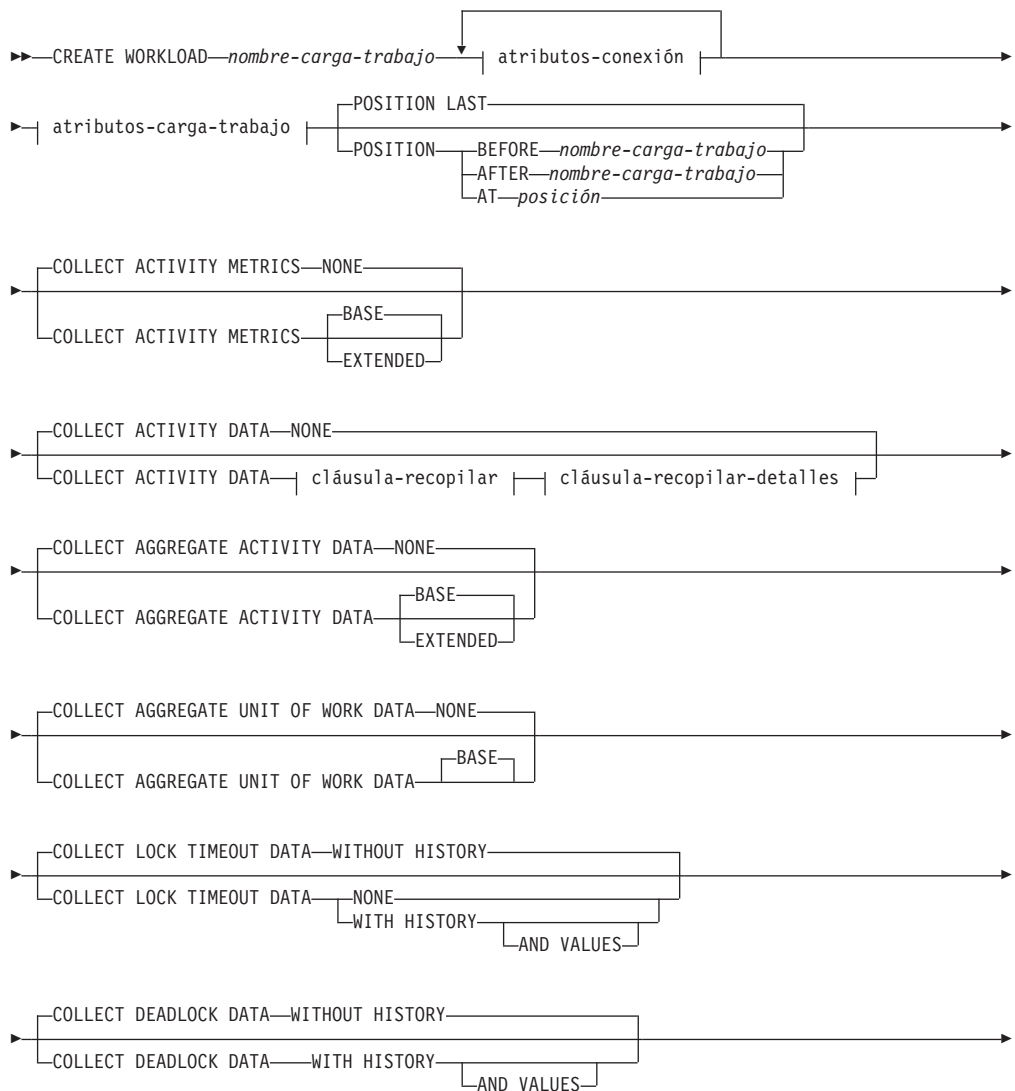 CREATE WORKLOAD nombre-carga-trabajo atributos-conexión
POSITION LAST
atributos-carga-trabajo
POSITION BEFORE nombre-carga-trabajo
AFTER nombre-carga-trabajo
AT posición
COLLECT ACTIVITY METRICS NONE
BASE
COLLECT ACTIVITY METRICS
EXTENDED
COLLECT ACTIVITY DATA NONE
COLLECT ACTIVITY DATA cláusula-recopilar cláusula-recopilar-detalles
COLLECT AGGREGATE ACTIVITY DATA NONE
BASE
COLLECT AGGREGATE ACTIVITY DATA
EXTENDED
COLLECT AGGREGATE UNIT OF WORK DATA NONE
BASE
COLLECT AGGREGATE UNIT OF WORK DATA
COLLECT LOCK TIMEOUT DATA WITHOUT HISTORY
COLLECT LOCK TIMEOUT DATA NONE
WITH HISTORY
AND VALUES
COLLECT DEADLOCK DATA WITHOUT HISTORY
COLLECT DEADLOCK DATA WITH HISTORY
AND VALUES